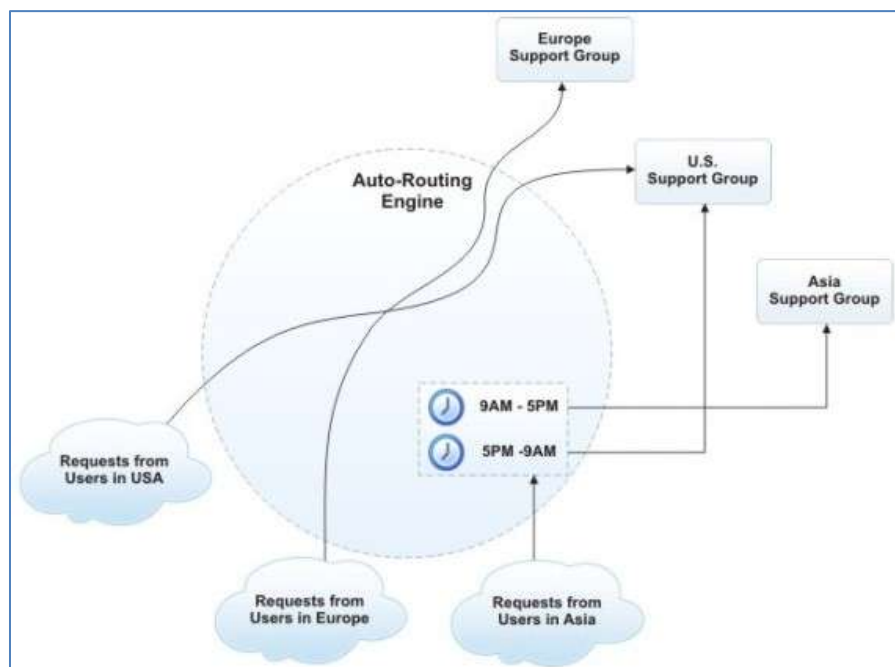 Europe
Support Group
U.S.
Support Group
Auto-Routing
Engine
Asia
Support Group
9AM - 5PM
5PM -9AM
Requests from
Users in USA
Requests from
Users in Europe
Requests from
Users in Asia